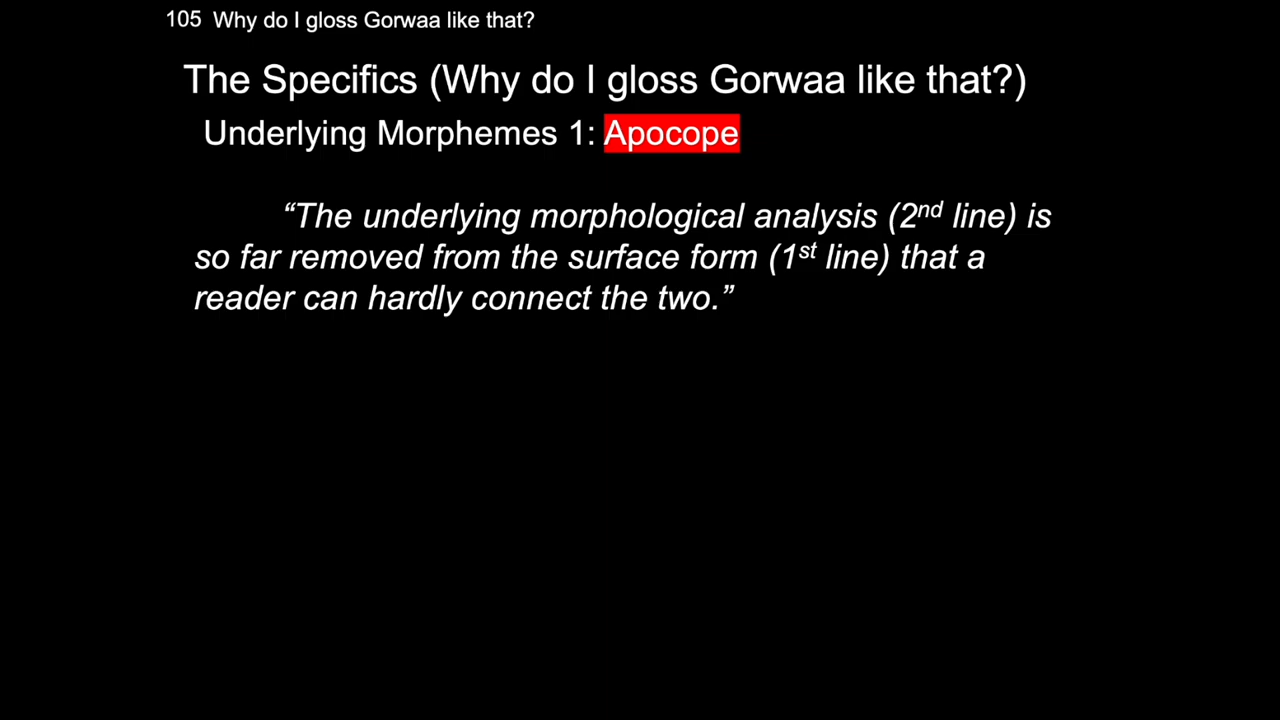 105 Why do I gloss Gorwaa like that?
The Specifics (Why do I gloss Gorwaa like that?)
Underlying Morphemes 1: Apocope
“The underlying morphological analysis (2nd line) is
so far removed from the surface form (1st line) that a
reader can hardly connect the two.”